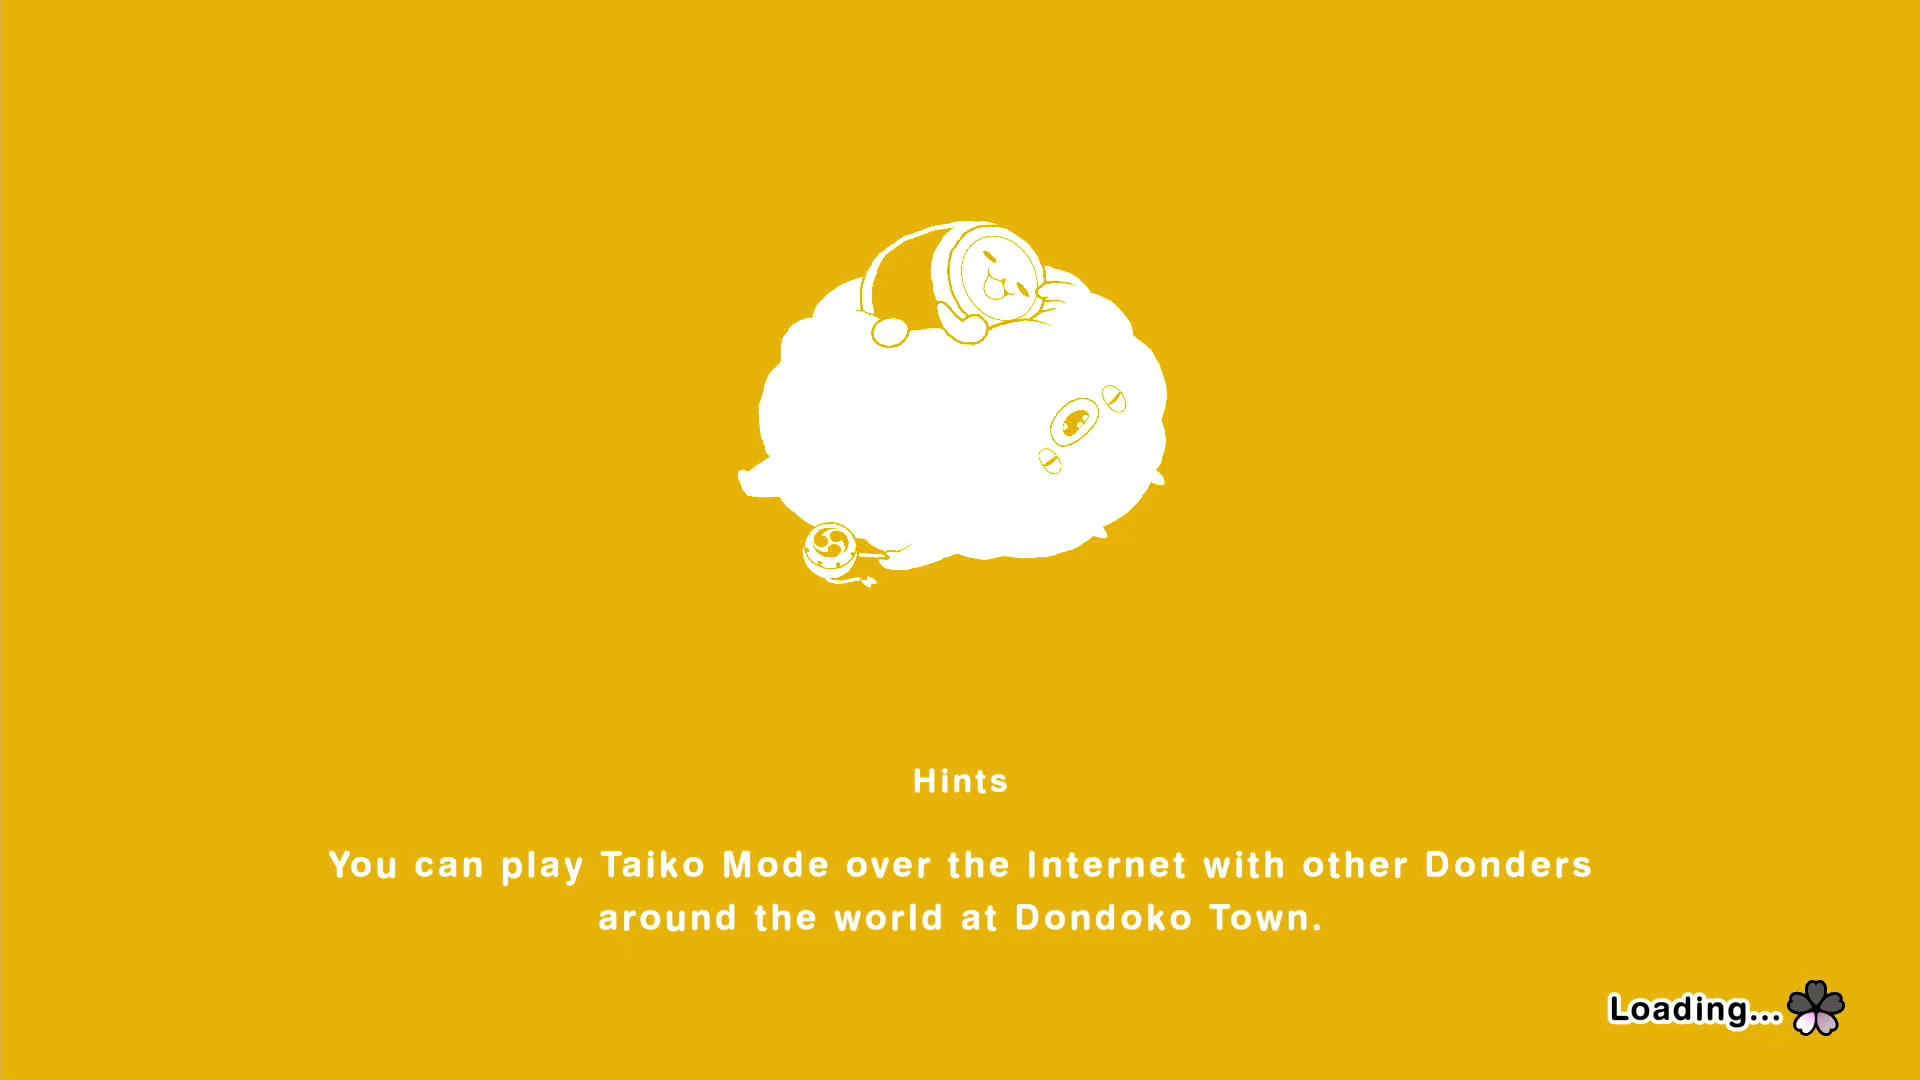 Hints
You can play Taiko Mode over the Internet with other Donders
around the world at Dondoko Town.
Loading...